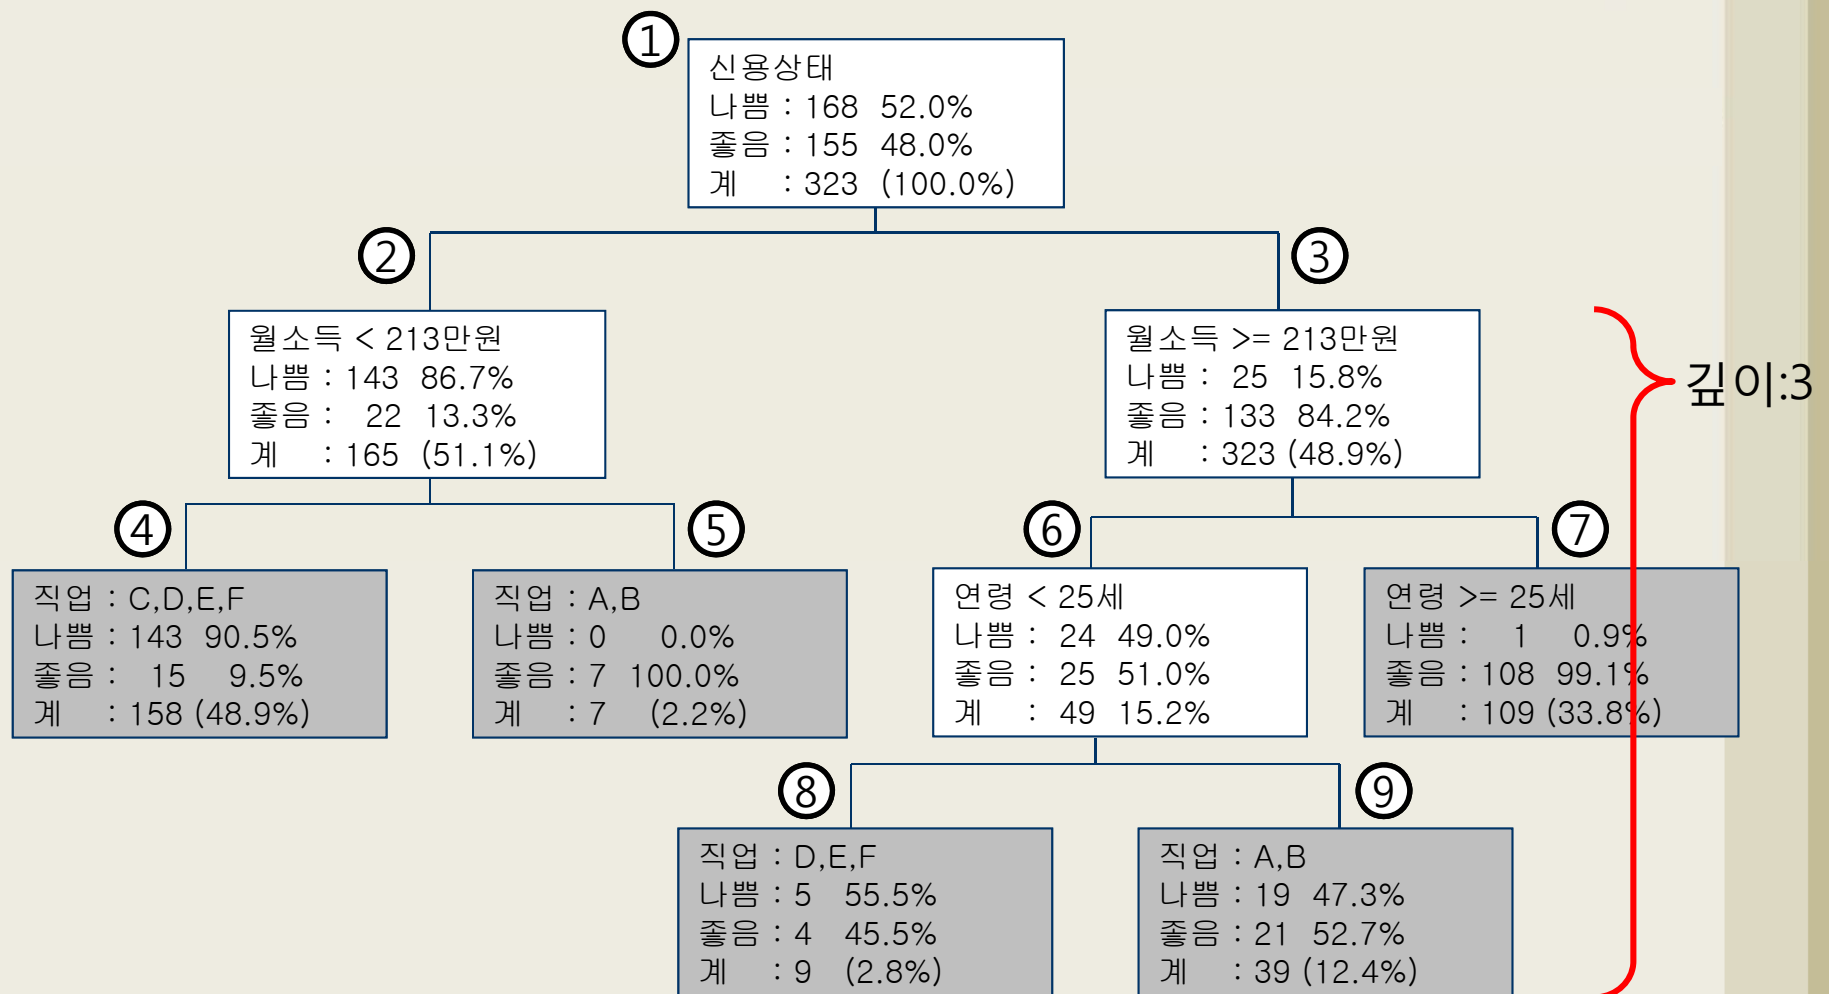 ①
신용상태
나쁨 : 168 52.0%
좋음 : 155 48.0%
계 : 323 (100.0%)
②
월소득 < 213만원
나쁨 : 143 86.7%
좋음 : 22 13.3%
계 : 165 (51.1%)
③
월소득 >= 213만원
나쁨 : 25 15.8%
좋음 : 133 84.2%
계 : 323 (48.9%)
깊이:3
④
직업 : C,D,E,F
나쁨 : 143 90.5%
좋음 : 15 9.5%
계 : 158 (48.9%)
⑤
직업 : A,B
나쁨 : 0 0.0%
좋음 : 7 100.0%
계 : 7 (2.2%)
⑥
연령 < 25세
나쁨 : 24 49.0%
좋음 : 25 51.0%
계 : 49 15.2%
⑦
연령 >= 25세
나쁨 : 1 0.9%
좋음 : 108 99.1%
계 : 109 (33.8%)
⑧
직업 : D,E,F
나쁨 : 5 55.5%
좋음 : 4 45.5%
계 : 9 (2.8%)
⑨
직업 : A,B
나쁨 : 19 47.3%
좋음 : 21 52.7%
계 : 39 (12.4%)